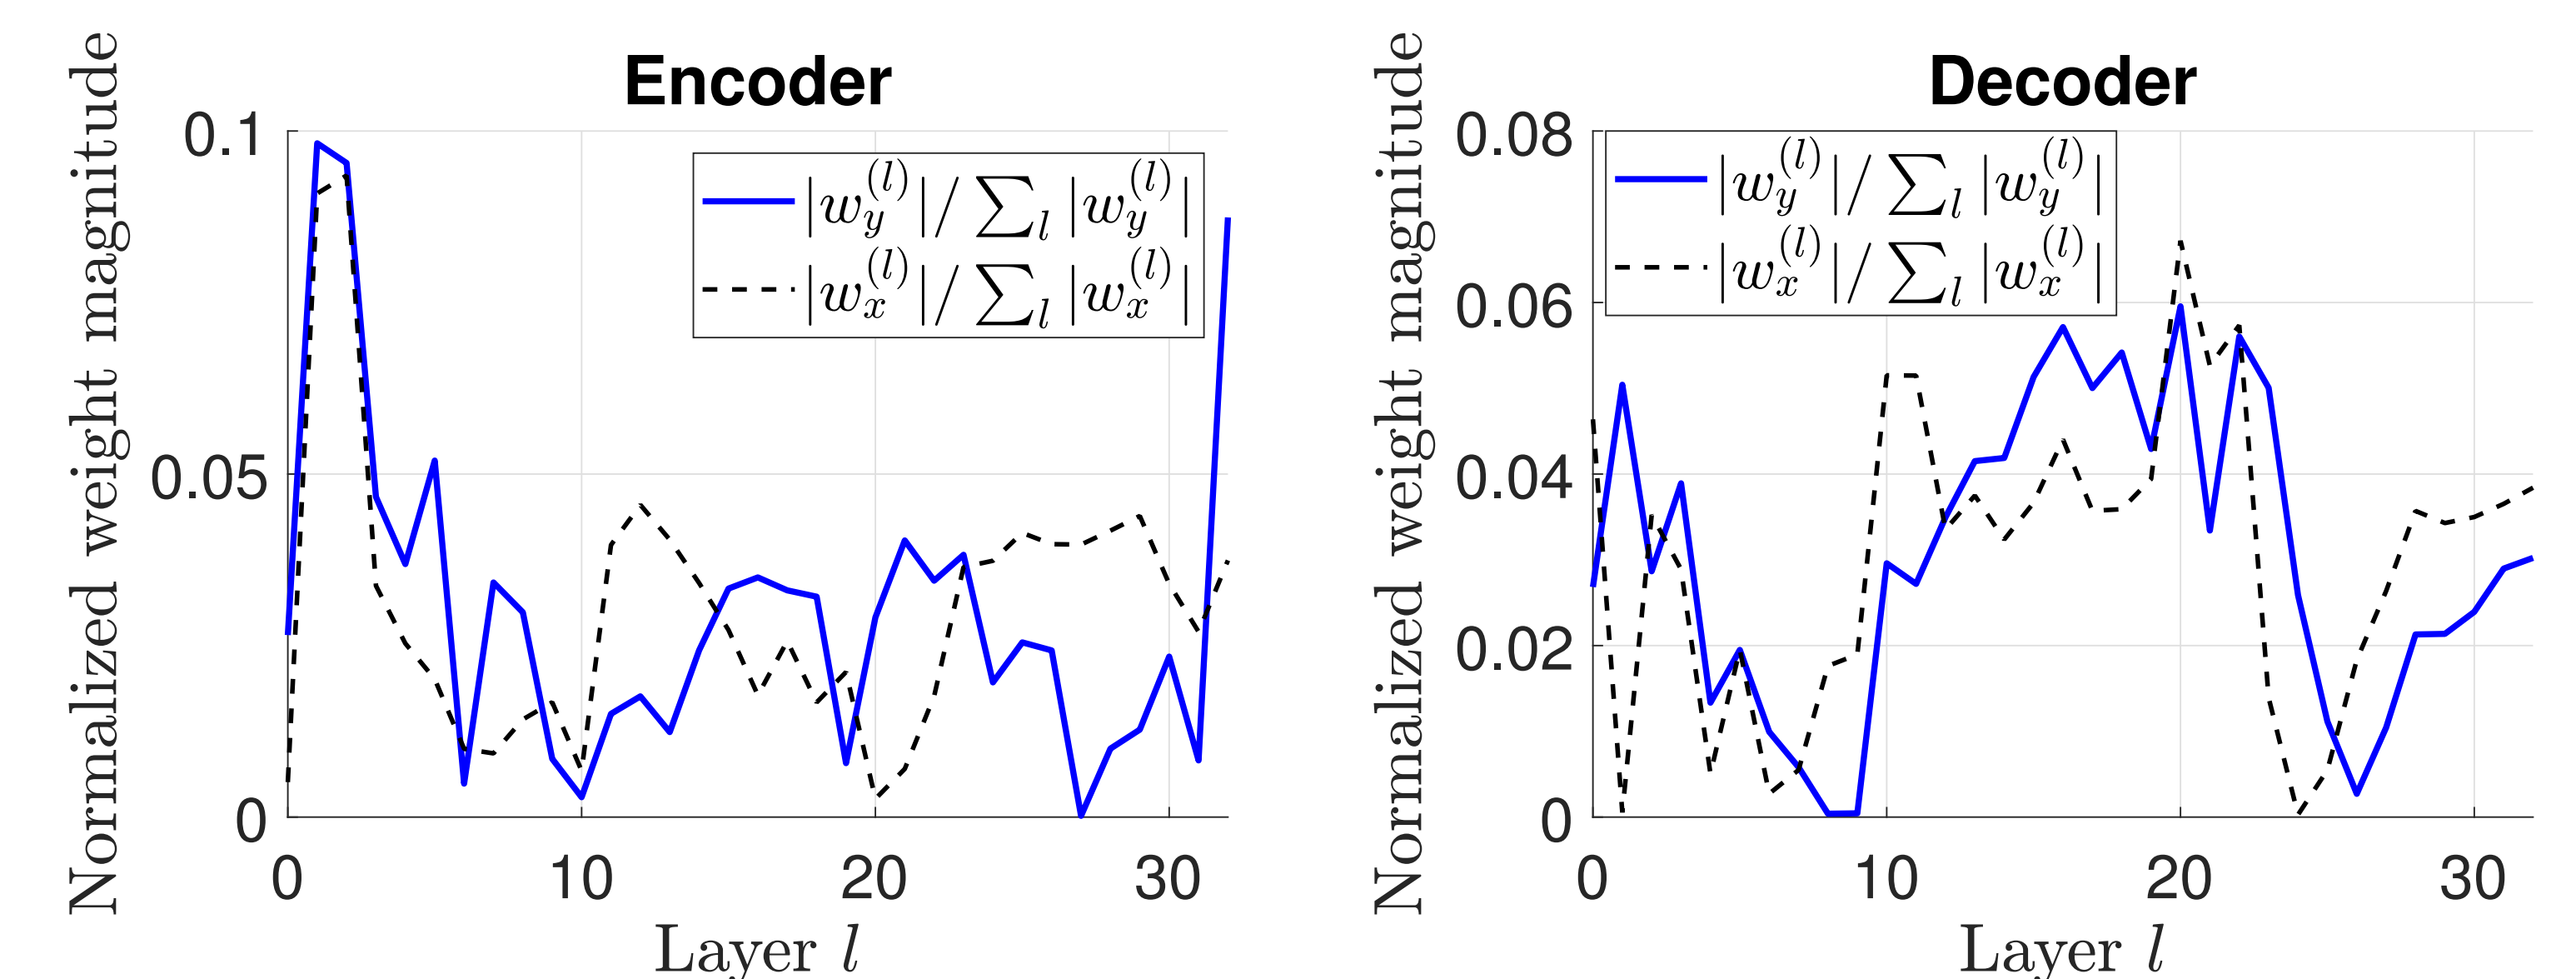 Encoder
Normalized weight magnitude
0.1
0.05
0
|w_y^{(l)}|/ ∑_l |w_y^{(l)}|
|w_x^{(l)}|/ ∑_l |w_x^{(l)}|
0 10 20 30
Layer l
Decoder
Normalized weight magnitude
0.08
0.06
0.04
0.02
0
|w_y^{(l)}|/ ∑_l |w_y^{(l)}|
|w_x^{(l)}|/ ∑_l |w_x^{(l)}|
0 10 20 30
Layer l